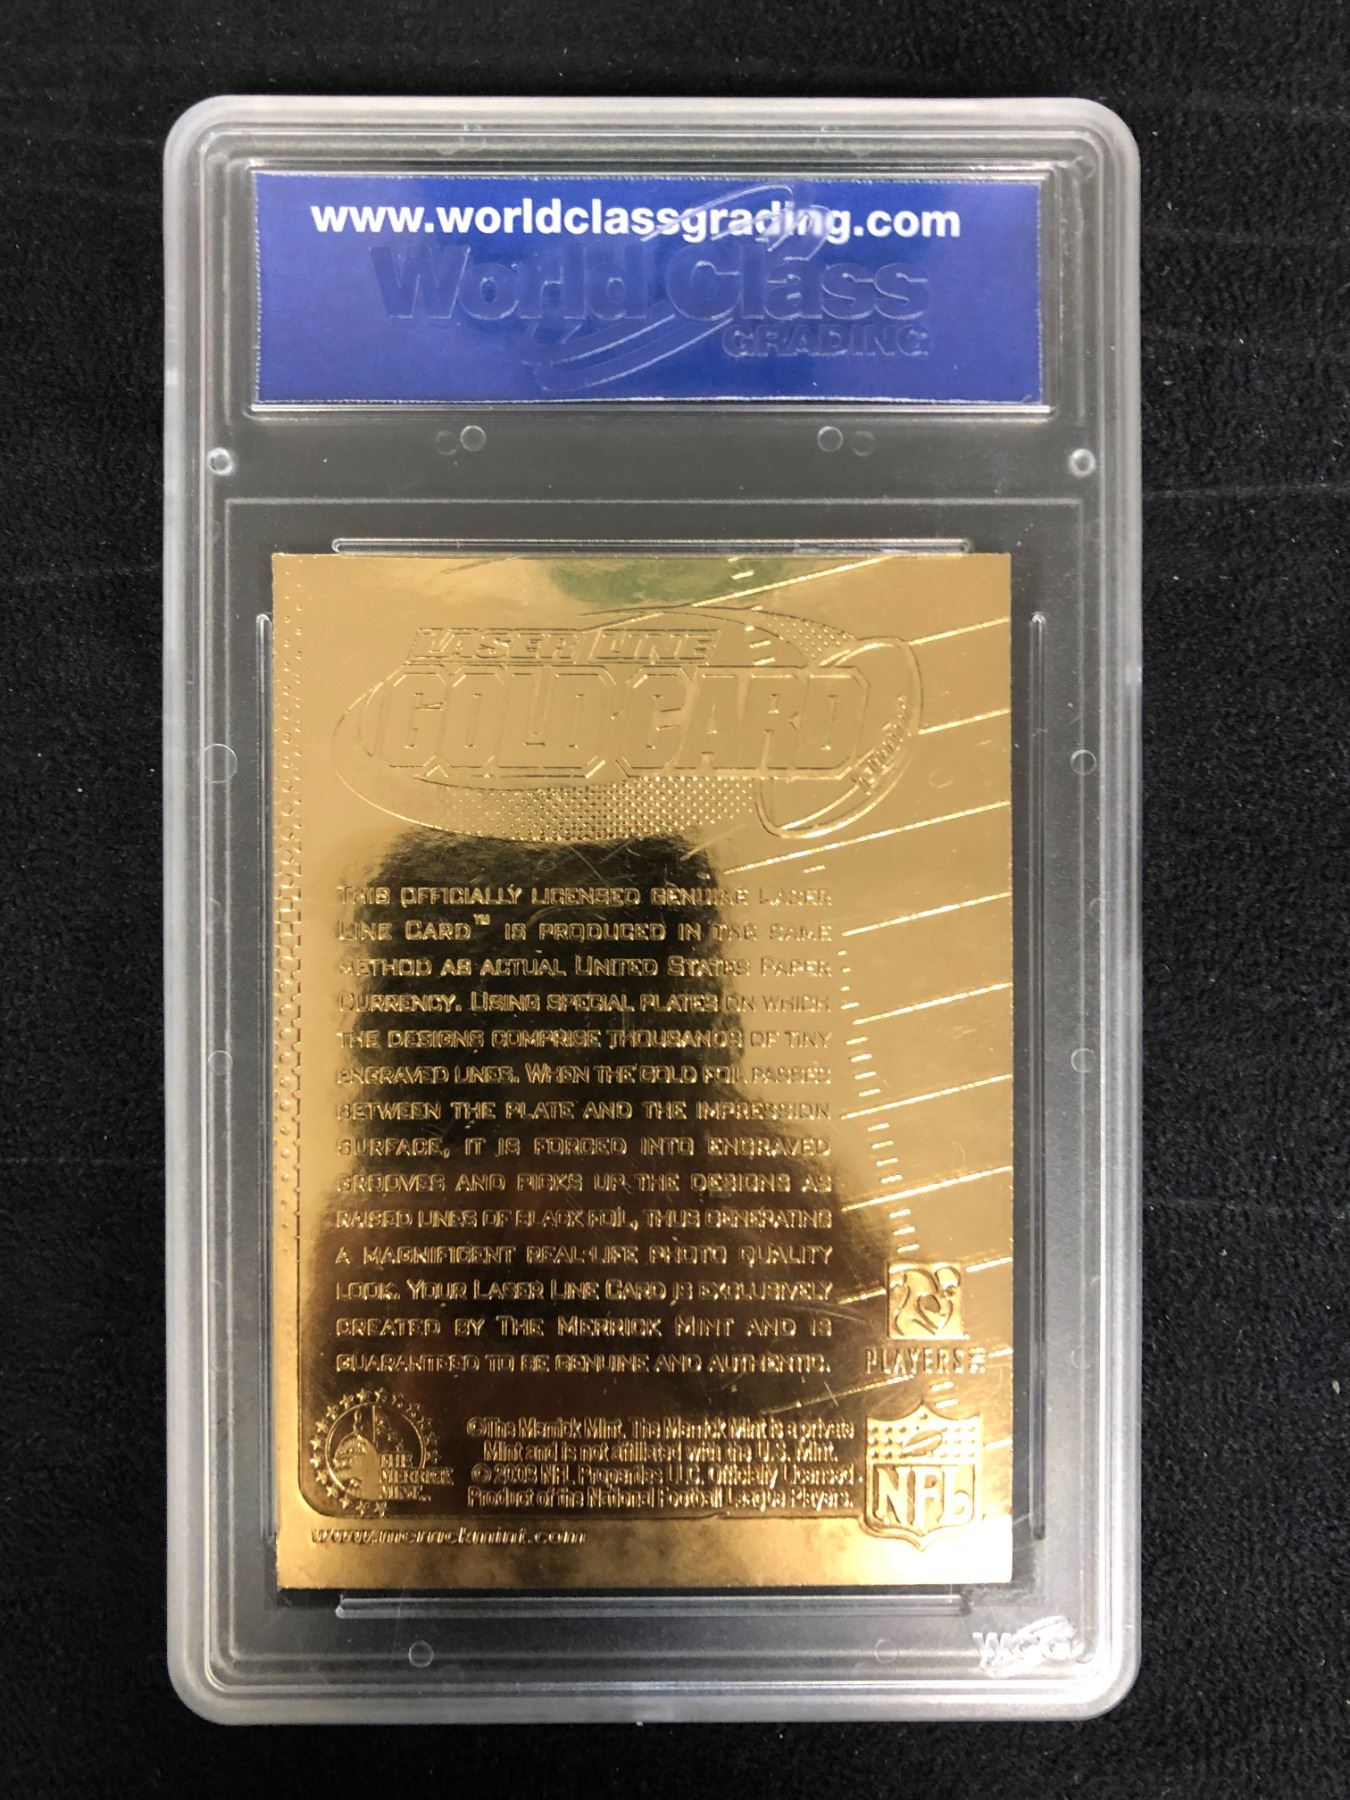 www.worldclassgrading.com
World Class
GRADING
LASER LINE
GOLD CARD
THIS OFFICIALLY LICENSED GENUINE LASER
LINE CARD™ IS PRODUCED IN THE SAME
METHOD AS ACTUAL UNITED STATES PAPER
CURRENCY. USING SPECIAL PLATES ON WHICH
THE DESIGNS COMPRISE THOUSANDS OF TINY
ENGRAVED LINES. WHEN THE GOLD FOIL PASSES
BETWEEN THE PLATE AND THE IMPRESSION
SURFACE, IT IS FORCED INTO ENGRAVED
GROOVES AND PICKS UP THE DESIGNS AS
RAISED LINES OF BLACK FOIL, THUS GENERATING
A MAGNIFICENT REAL-LIFE PHOTO QUALITY
LOOK. YOUR LASER LINE CARD IS EXCLUSIVELY
CREATED BY THE MERRICK MINT AND IS
GUARANTEED TO BE GENUINE AND AUTHENTIC.
PLAYERS
THE
MERRICK
MINT
©The Merrick Mint. The Merrick Mint is a private
Mint and is not affiliated with the U.S. Mint.
© 2008 NFL Properties LLC. Officially Licensed
Product of the National Football League Players.
NFL
www.merrickmint.com
WCG